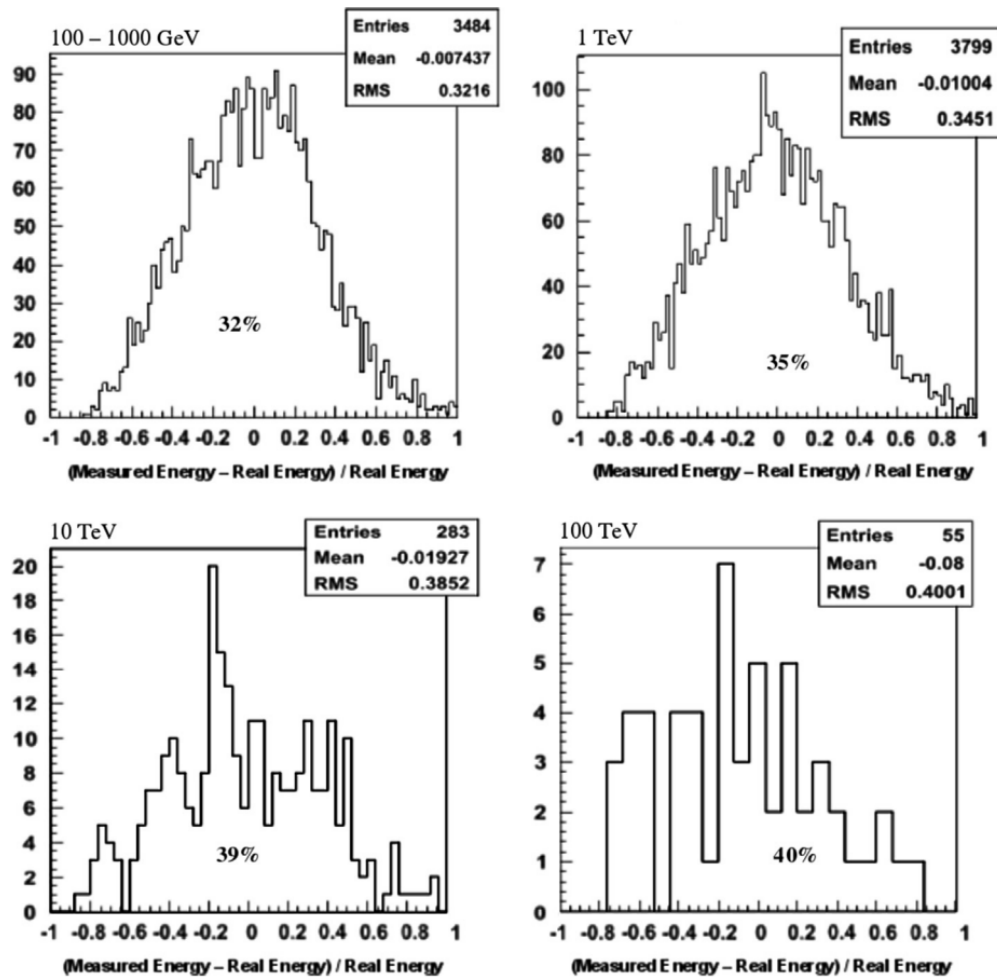 100 – 1000 GeV
Entries 3484
Mean -0.007437
RMS 0.3216
90
80
70
60
50
40
30
20
10
0
32%
-1 -0.8 -0.6 -0.4 -0.2 0 0.2 0.4 0.6 0.8 1
(Measured Energy – Real Energy) / Real Energy
1 TeV
Entries 3799
Mean -0.01004
RMS 0.3451
100
80
60
40
20
0
35%
-1 -0.8 -0.6 -0.4 -0.2 0 0.2 0.4 0.6 0.8 1
(Measured Energy – Real Energy) / Real Energy
10 TeV
Entries 283
Mean -0.01927
RMS 0.3852
20
18
16
14
12
10
8
6
4
2
0
39%
-1 -0.8 -0.6 -0.4 -0.2 0 0.2 0.4 0.6 0.8 1
(Measured Energy – Real Energy) / Real Energy
100 TeV
Entries 55
Mean -0.08
RMS 0.4001
7
6
5
4
3
2
1
0
40%
-1 -0.8 -0.6 -0.4 -0.2 0 0.2 0.4 0.6 0.8 1
(Measured Energy – Real Energy) / Real Energy